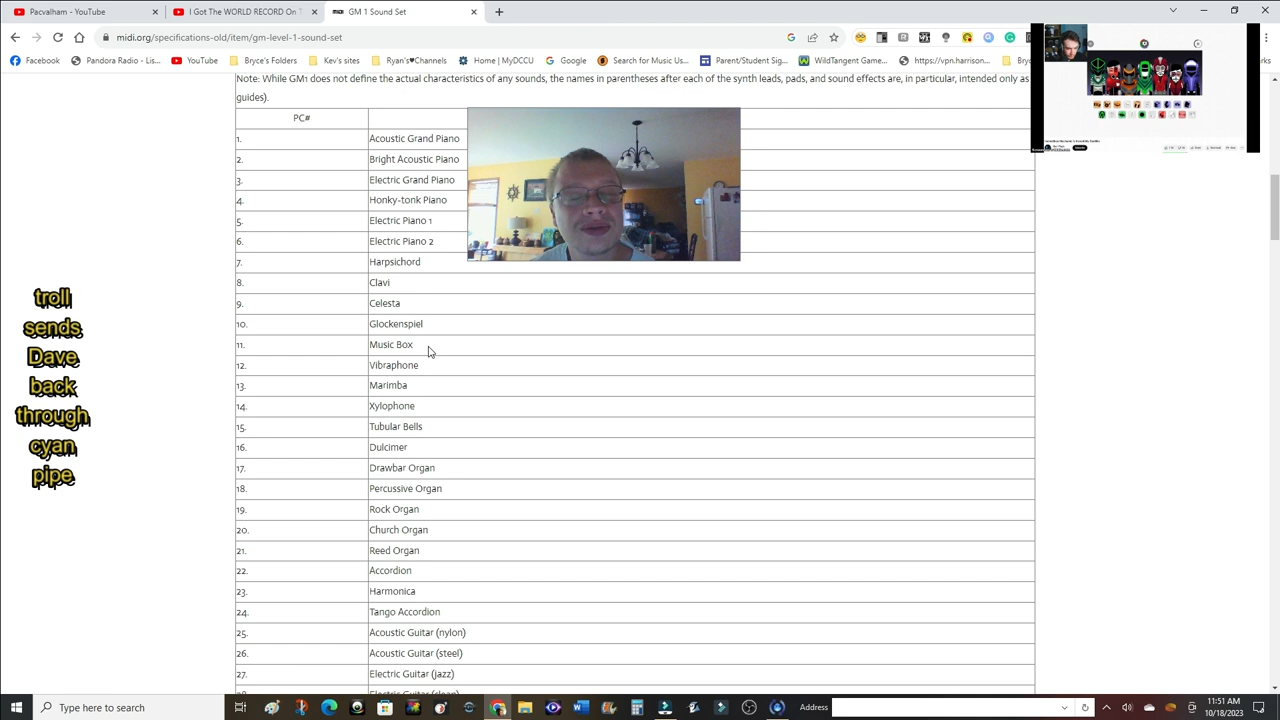 Pacvalham - YouTube
I Got The WORLD RECORD On T
GM 1 Sound Set
midi.org/specifications-old/item/gm-level-1-sound-set
Facebook
Pandora Radio - Lis...
YouTube
Bryce's Folders
Kev's sites
Ryan's♥Channels
Home | MyDCCU
Google
Search for Music Us...
Parent/Student Sign...
WildTangent Games...
https://vpn.harrison...
Note: While GM1 does not define the actual characteristics of any sounds, the names in parentheses after each of the synth leads, pads, and sound effects are, in particular, intended only as
guides).
PC#
1. Acoustic Grand Piano
2. Bright Acoustic Piano
3. Electric Grand Piano
4. Honky-tonk Piano
5. Electric Piano 1
6. Electric Piano 2
7. Harpsichord
8. Clavi
9. Celesta
10. Glockenspiel
11. Music Box
12. Vibraphone
13. Marimba
14. Xylophone
15. Tubular Bells
16. Dulcimer
17. Drawbar Organ
18. Percussive Organ
19. Rock Organ
20. Church Organ
21. Reed Organ
22. Accordion
23. Harmonica
24. Tango Accordion
25. Acoustic Guitar (nylon)
26. Acoustic Guitar (steel)
27. Electric Guitar (jazz)
troll
sends
Dave
back
through
cyan
pipe
Type here to search
Address
11:51 AM
10/18/2023